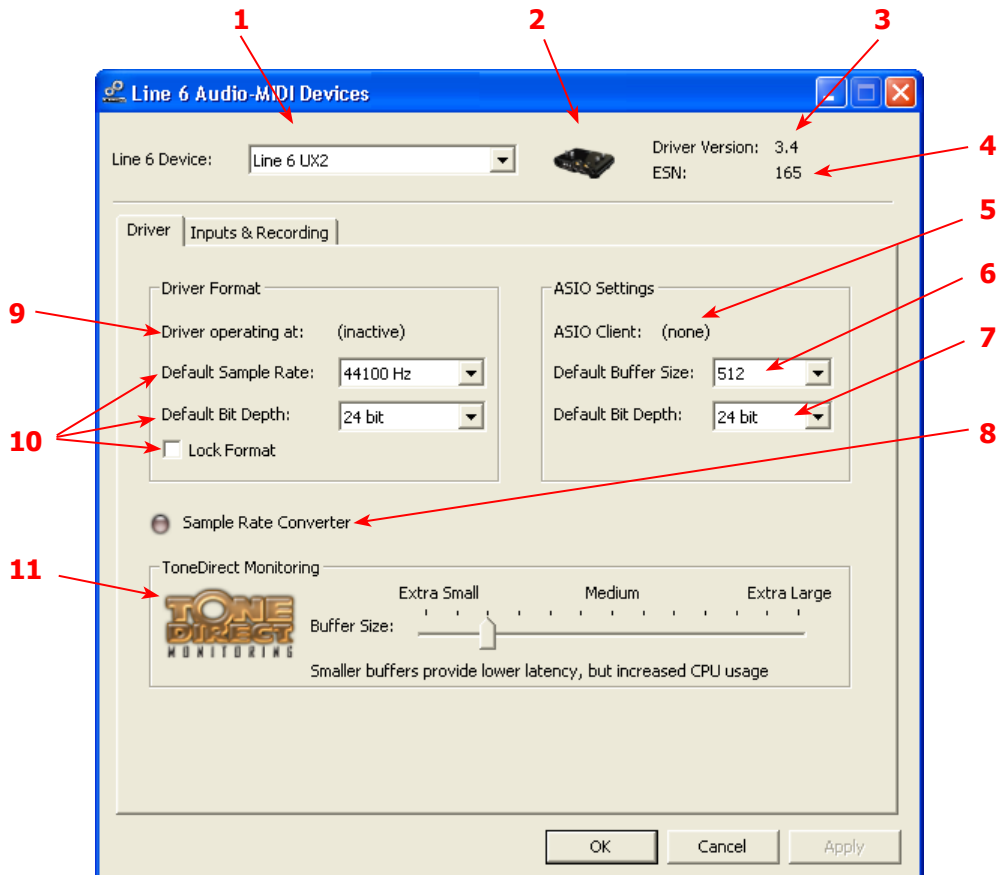 1
2
3
Line 6 Audio-MIDI Devices
Line 6 Device:
Line 6 UX2
Driver Version: 3.4
ESN: 165
4
5
Driver
Inputs & Recording
6
Driver Format
ASIO Settings
9
Driver operating at: (inactive)
ASIO Client: (none)
7
Default Sample Rate: 44100 Hz
Default Buffer Size: 512
Default Bit Depth: 24 bit
Default Bit Depth: 24 bit
10
Lock Format
8
Sample Rate Converter
11
ToneDirect Monitoring
TONE
DIRECT
MONITORING
Extra Small
Medium
Extra Large
Buffer Size:
Smaller buffers provide lower latency, but increased CPU usage
OK
Cancel
Apply